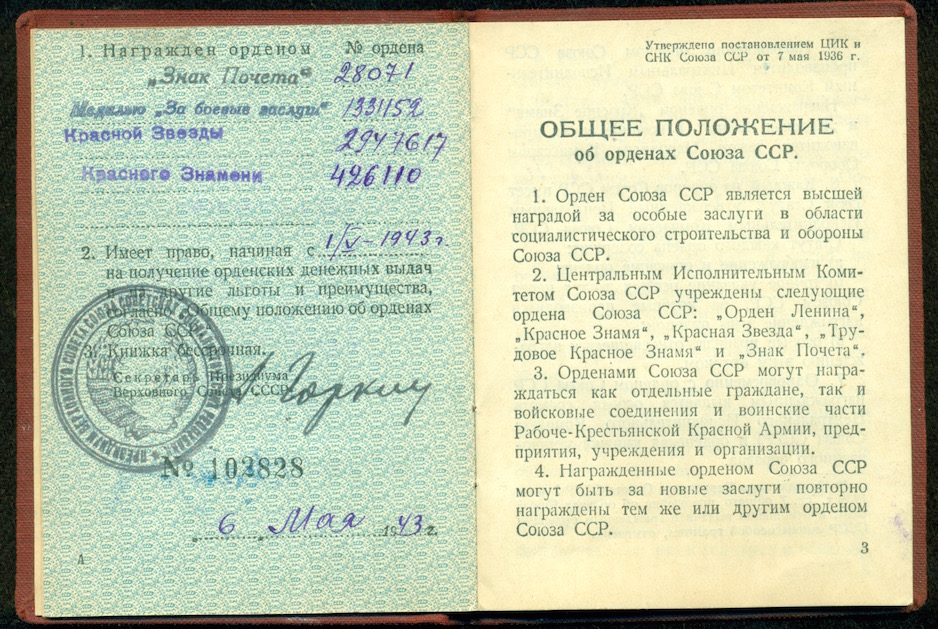 1. Награжден орденом № ордена
„Знак Почета“ 28071
Медалью „За боевые заслуги“ 1331152
Красной Звезды 2947617
Красного Знамени 426110
2. Имеет право, начиная с 1/V-1943 г.
на получение орденских денежных выдач
и на другие льготы и преимущества,
согласно Общему положению об орденах
Союза ССР.
3. Книжка бессрочная.
Секретарь Президиума
Верховного Совета СССР
Горкин
№ 103828
6 Мая 1943 г.
4
Утверждено постановлением ЦИК и
СНК Союза ССР от 7 мая 1936 г.
ОБЩЕЕ ПОЛОЖЕНИЕ
об орденах Союза ССР.
1. Орден Союза ССР является высшей
наградой за особые заслуги в области
социалистического строительства и обороны
Союза ССР.
2. Центральным Исполнительным Коми-
тетом Союза ССР учреждены следующие
ордена Союза ССР: „Орден Ленина“,
„Красное Знамя“, „Красная Звезда“, „Тру-
довое Красное Знамя“ и „Знак Почета“.
3. Орденами Союза ССР могут награ-
ждаться как отдельные граждане, так и
войсковые соединения и воинские части
Рабоче-Крестьянской Красной Армии, пред-
приятия, учреждения и организации.
4. Награжденные орденом Союза ССР
могут быть за новые заслуги повторно
награждены тем же или другим орденом
Союза ССР.
3